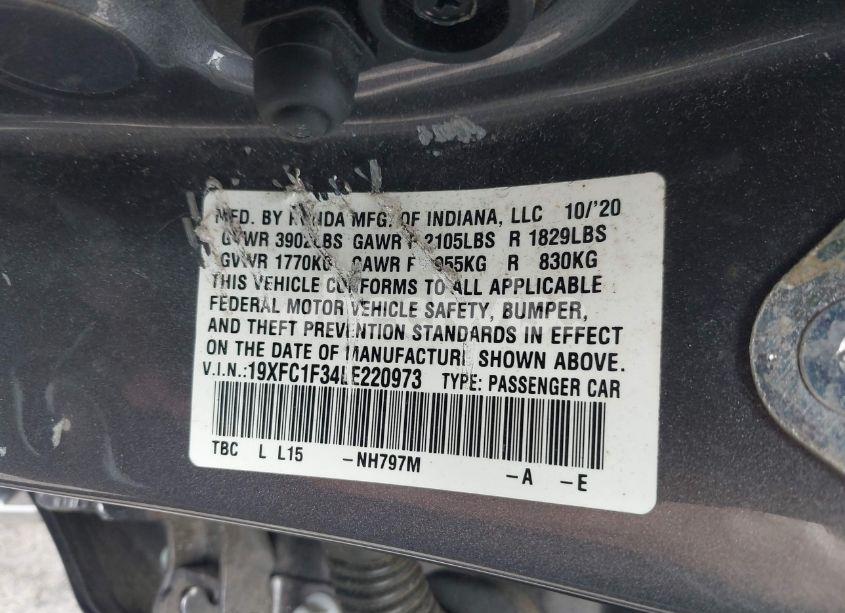 MFD. BY HONDA MFG. OF INDIANA, LLC 10/'20
GVWR 3902LBS GAWR F 2105LBS R 1829LBS
GVWR 1770KG GAWR F 955KG R 830KG
THIS VEHICLE CONFORMS TO ALL APPLICABLE
FEDERAL MOTOR VEHICLE SAFETY, BUMPER,
AND THEFT PREVENTION STANDARDS IN EFFECT
ON THE DATE OF MANUFACTURE SHOWN ABOVE.
V.I.N.: 19XFC1F34LE220973 TYPE: PASSENGER CAR
TBC L L15 -NH797M -A -E